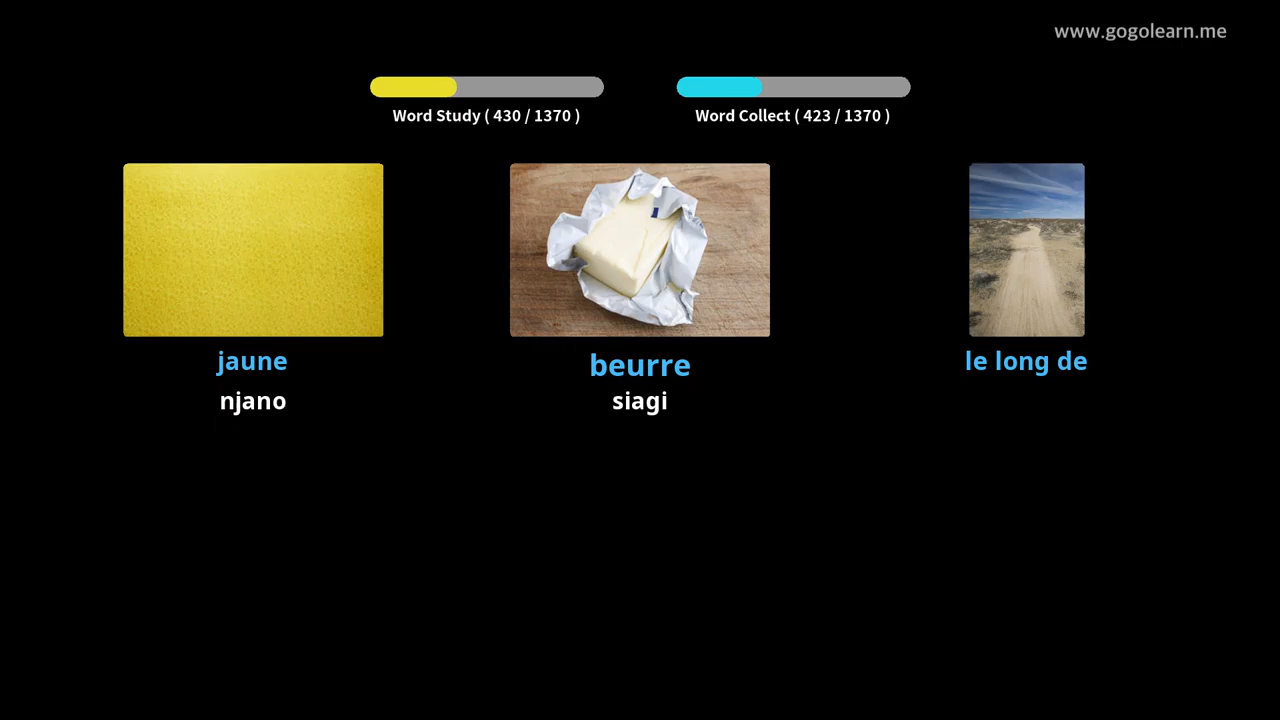 www.gogolearn.me
Word Study ( 430 / 1370 )
Word Collect ( 423 / 1370 )
jaune
njano
beurre
siagi
le long de